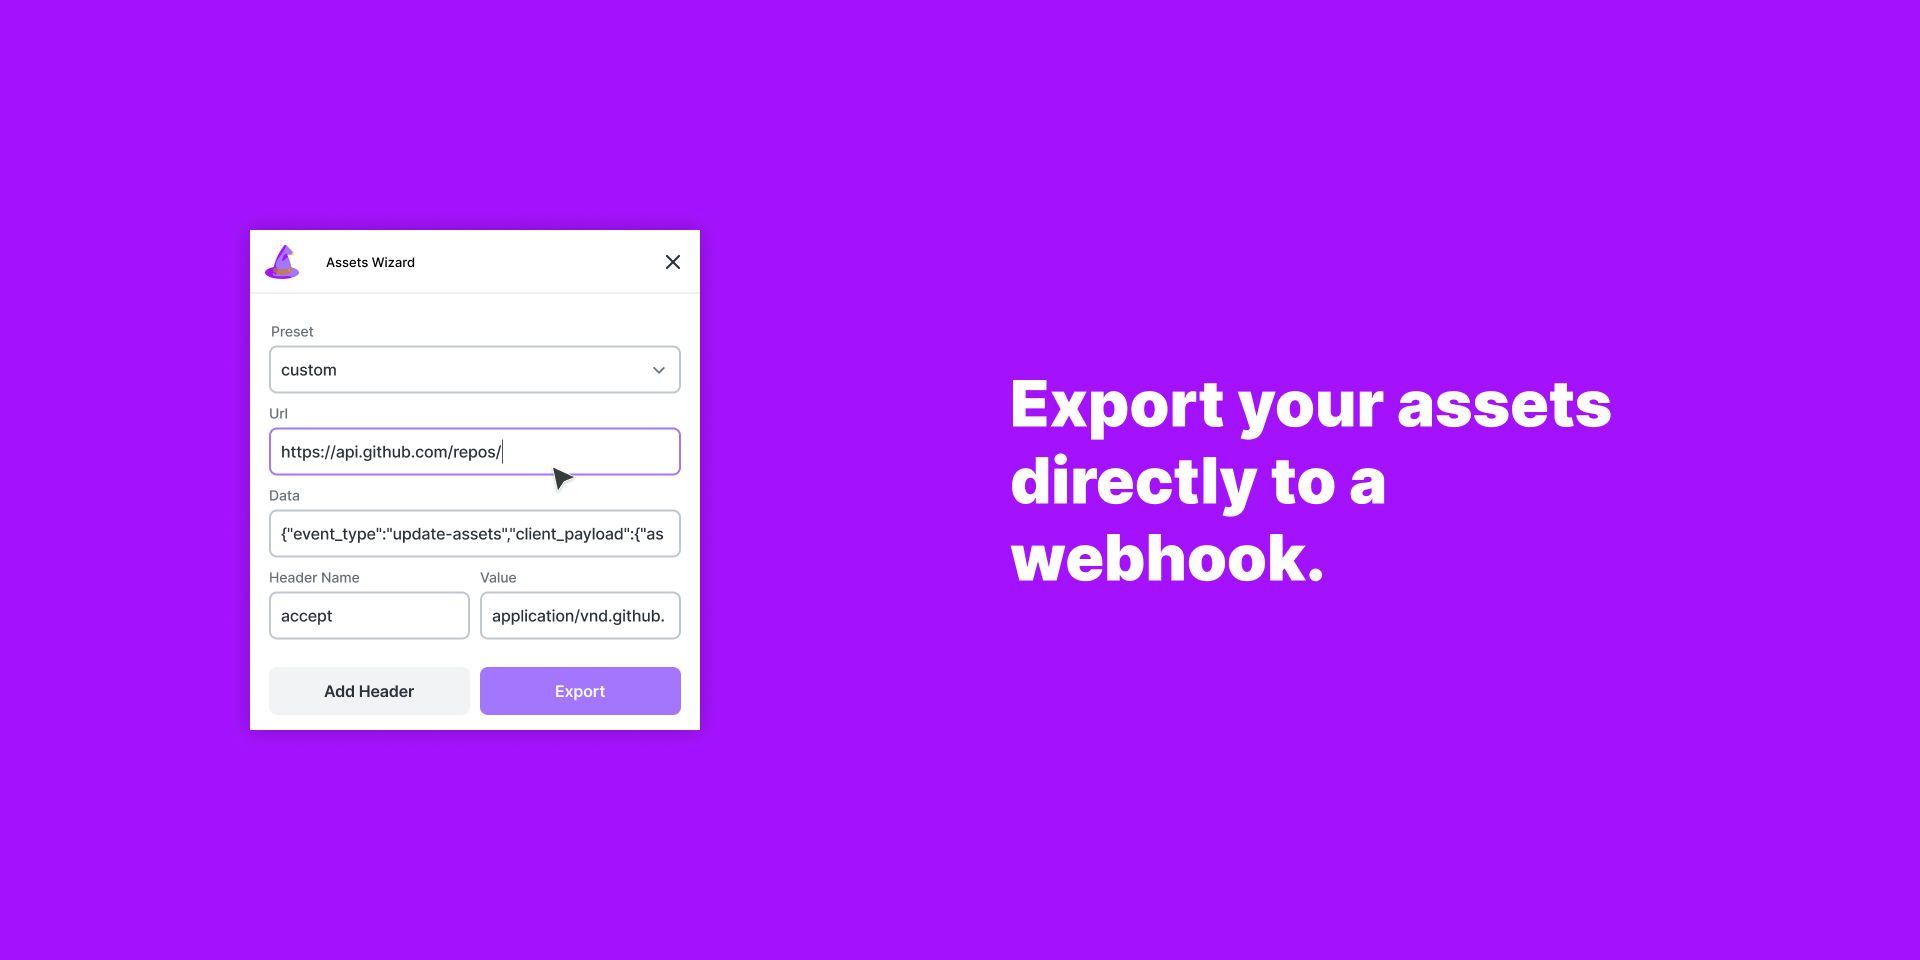 Assets Wizard
Preset
custom
Url
https://api.github.com/repos/
Data
{"event_type":"update-assets","client_payload":{"as
Header Name Value
accept application/vnd.github.
Add Header Export
Export your assets
directly to a
webhook.